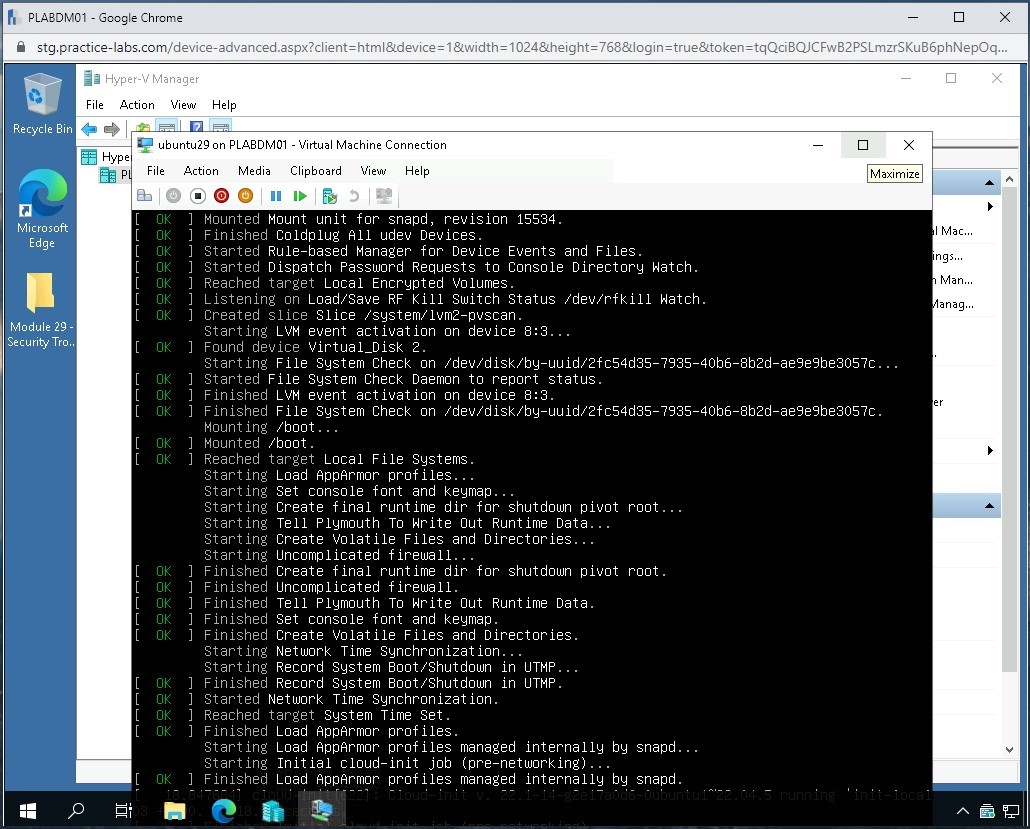 PLABDM01 - Google Chrome
stg.practice-labs.com/device-advanced.aspx?client=html&device=1&width=1024&height=768&login=true&token=tqQciBQJCFwB2PSLmzrSKuB6phNepOq...
Recycle Bin
Microsoft
Edge
Module 29 -
Security Tro..
Hyper-V Manager
File Action View Help
Hyper
PL
ubuntu29 on PLABDM01 - Virtual Machine Connection
File Action Media Clipboard View Help
Maximize
al Mac...
ings...
n Man...
Manag...
ver
[ OK ] Mounted Mount unit for snapd, revision 15534.
[ OK ] Finished Coldplug All udev Devices.
[ OK ] Started Rule-based Manager for Device Events and Files.
[ OK ] Started Dispatch Password Requests to Console Directory Watch.
[ OK ] Reached target Local Encrypted Volumes.
[ OK ] Listening on Load/Save RF Kill Switch Status /dev/rfkill Watch.
[ OK ] Created slice Slice /system/lvm2-pvscan.
Starting LVM event activation on device 8:3...
[ OK ] Found device Virtual_Disk 2.
Starting File System Check on /dev/disk/by-uuid/2fc54d35-7935-40b6-8b2d-ae9e9be3057c...
[ OK ] Started File System Check Daemon to report status.
[ OK ] Finished LVM event activation on device 8:3.
[ OK ] Finished File System Check on /dev/disk/by-uuid/2fc54d35-7935-40b6-8b2d-ae9e9be3057c.
Mounting /boot...
[ OK ] Mounted /boot.
[ OK ] Reached target Local File Systems.
Starting Load AppArmor profiles...
Starting Set console font and keymap...
Starting Create final runtime dir for shutdown pivot root...
Starting Tell Plymouth To Write Out Runtime Data...
Starting Create Volatile Files and Directories...
Starting Uncomplicated firewall...
[ OK ] Finished Create final runtime dir for shutdown pivot root.
[ OK ] Finished Uncomplicated firewall.
[ OK ] Finished Tell Plymouth To Write Out Runtime Data.
[ OK ] Finished Set console font and keymap.
[ OK ] Finished Create Volatile Files and Directories.
Starting Network Time Synchronization...
Starting Record System Boot/Shutdown in UTMP...
[ OK ] Finished Record System Boot/Shutdown in UTMP.
[ OK ] Started Network Time Synchronization.
[ OK ] Reached target System Time Set.
[ OK ] Finished Load AppArmor profiles.
Starting Load AppArmor profiles managed internally by snapd...
Starting Initial cloud-init job (pre-networking)...
[ OK ] Finished Load AppArmor profiles managed internally by snapd.
Cloud-init v. 22.1-14-g2e17a0d6-0ubuntu1~22.04.5 running 'init-local